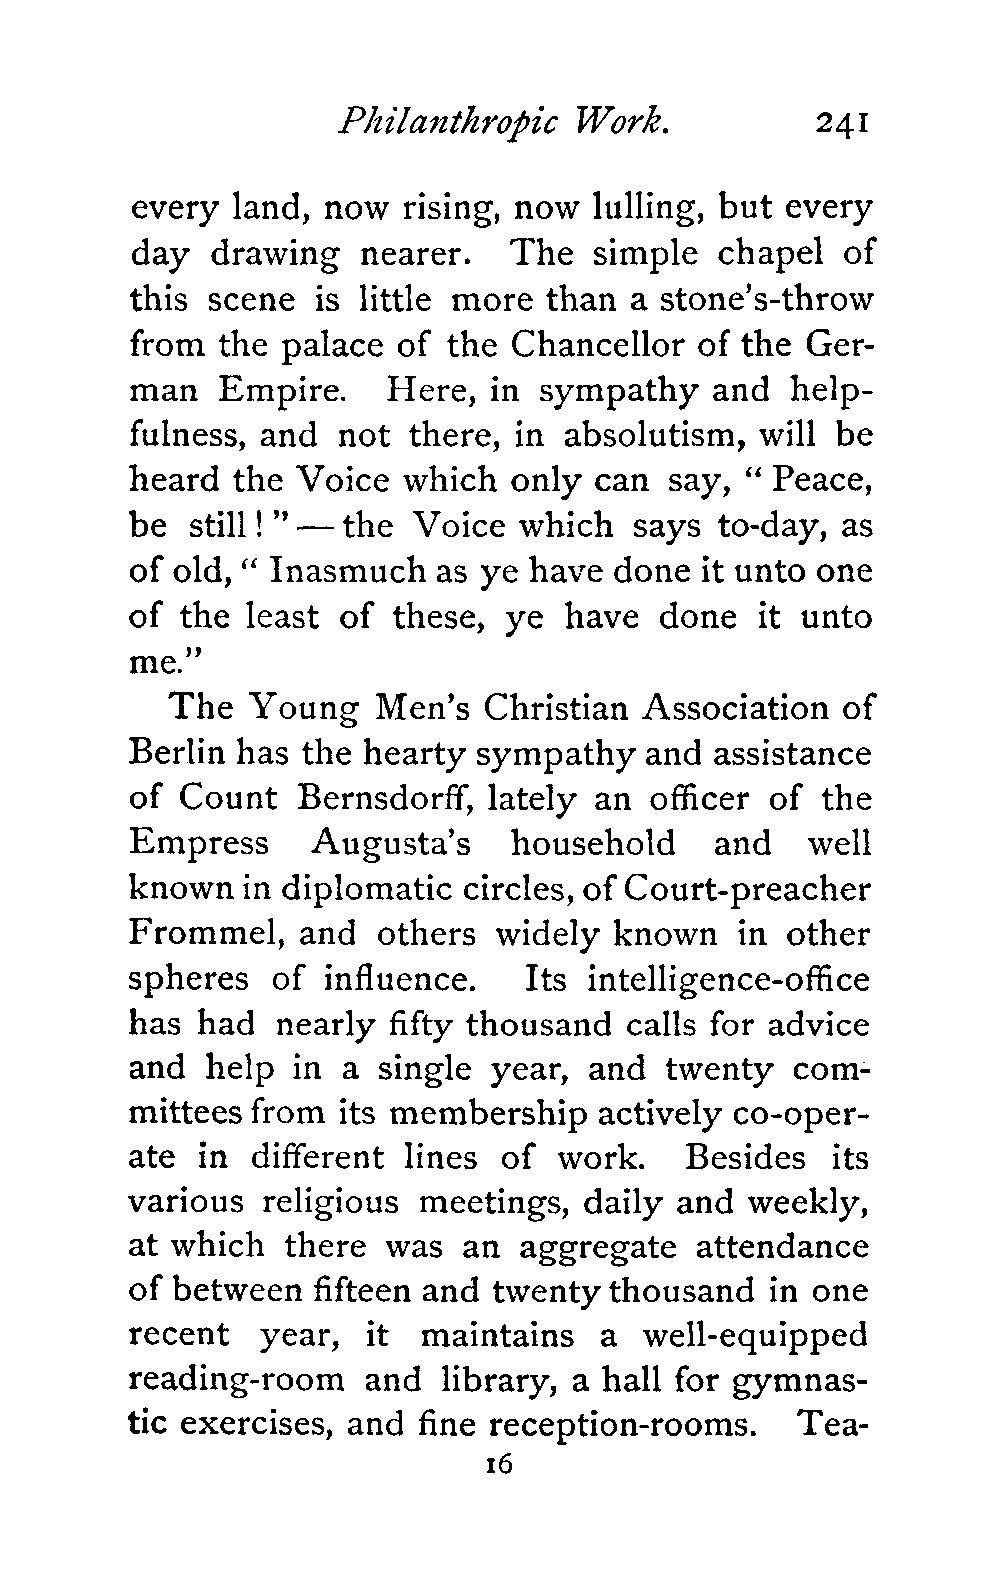 Philanthropic Work. 241
every land, now rising, now lulling, but every
day drawing nearer. The simple chapel of
this scene is little more than a stone's-throw
from the palace of the Chancellor of the Ger-
man Empire. Here, in sympathy and help-
fulness, and not there, in absolutism, will be
heard the Voice which only can say, “ Peace,
be still! ” — the Voice which says to-day, as
of old, “ Inasmuch as ye have done it unto one
of the least of these, ye have done it unto
me.”
The Young Men's Christian Association of
Berlin has the hearty sympathy and assistance
of Count Bernsdorff, lately an officer of the
Empress Augusta's household and well
known in diplomatic circles, of Court-preacher
Frommel, and others widely known in other
spheres of influence. Its intelligence-office
has had nearly fifty thousand calls for advice
and help in a single year, and twenty com-
mittees from its membership actively co-oper-
ate in different lines of work. Besides its
various religious meetings, daily and weekly,
at which there was an aggregate attendance
of between fifteen and twenty thousand in one
recent year, it maintains a well-equipped
reading-room and library, a hall for gymnas-
tic exercises, and fine reception-rooms. Tea-
16